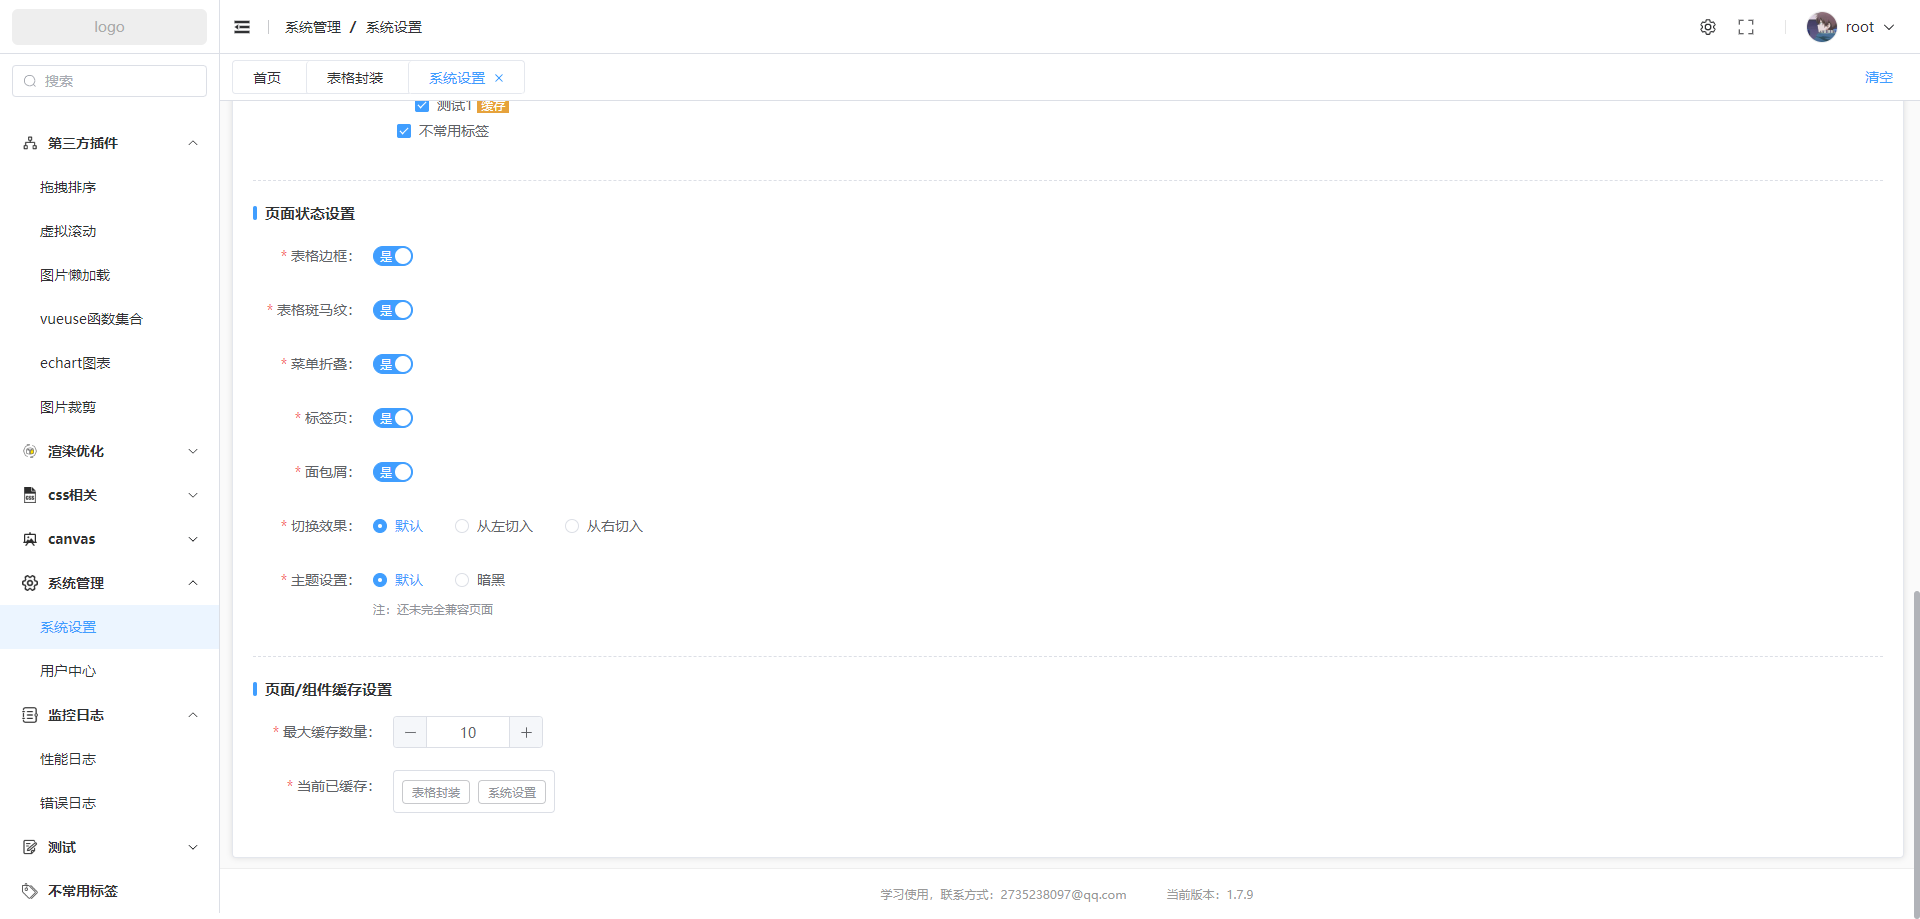 logo
系统管理 / 系统设置
root
搜索
首页
表格封装
系统设置
清空
第三方插件
拖拽排序
虚拟滚动
图片懒加载
vueuse函数集合
echart图表
图片裁剪
渲染优化
css相关
canvas
系统管理
系统设置
用户中心
监控日志
性能日志
错误日志
测试
不常用标签
测试1 缓存
不常用标签
页面状态设置
* 表格边框： 是
* 表格斑马纹： 是
* 菜单折叠： 是
* 标签页： 是
* 面包屑： 是
* 切换效果： 默认 从左切入 从右切入
* 主题设置： 默认 暗黑
注：还未完全兼容页面
页面/组件缓存设置
* 最大缓存数量： 10
* 当前已缓存： 表格封装 系统设置
学习使用，联系方式：2735238097@qq.com 当前版本：1.7.9